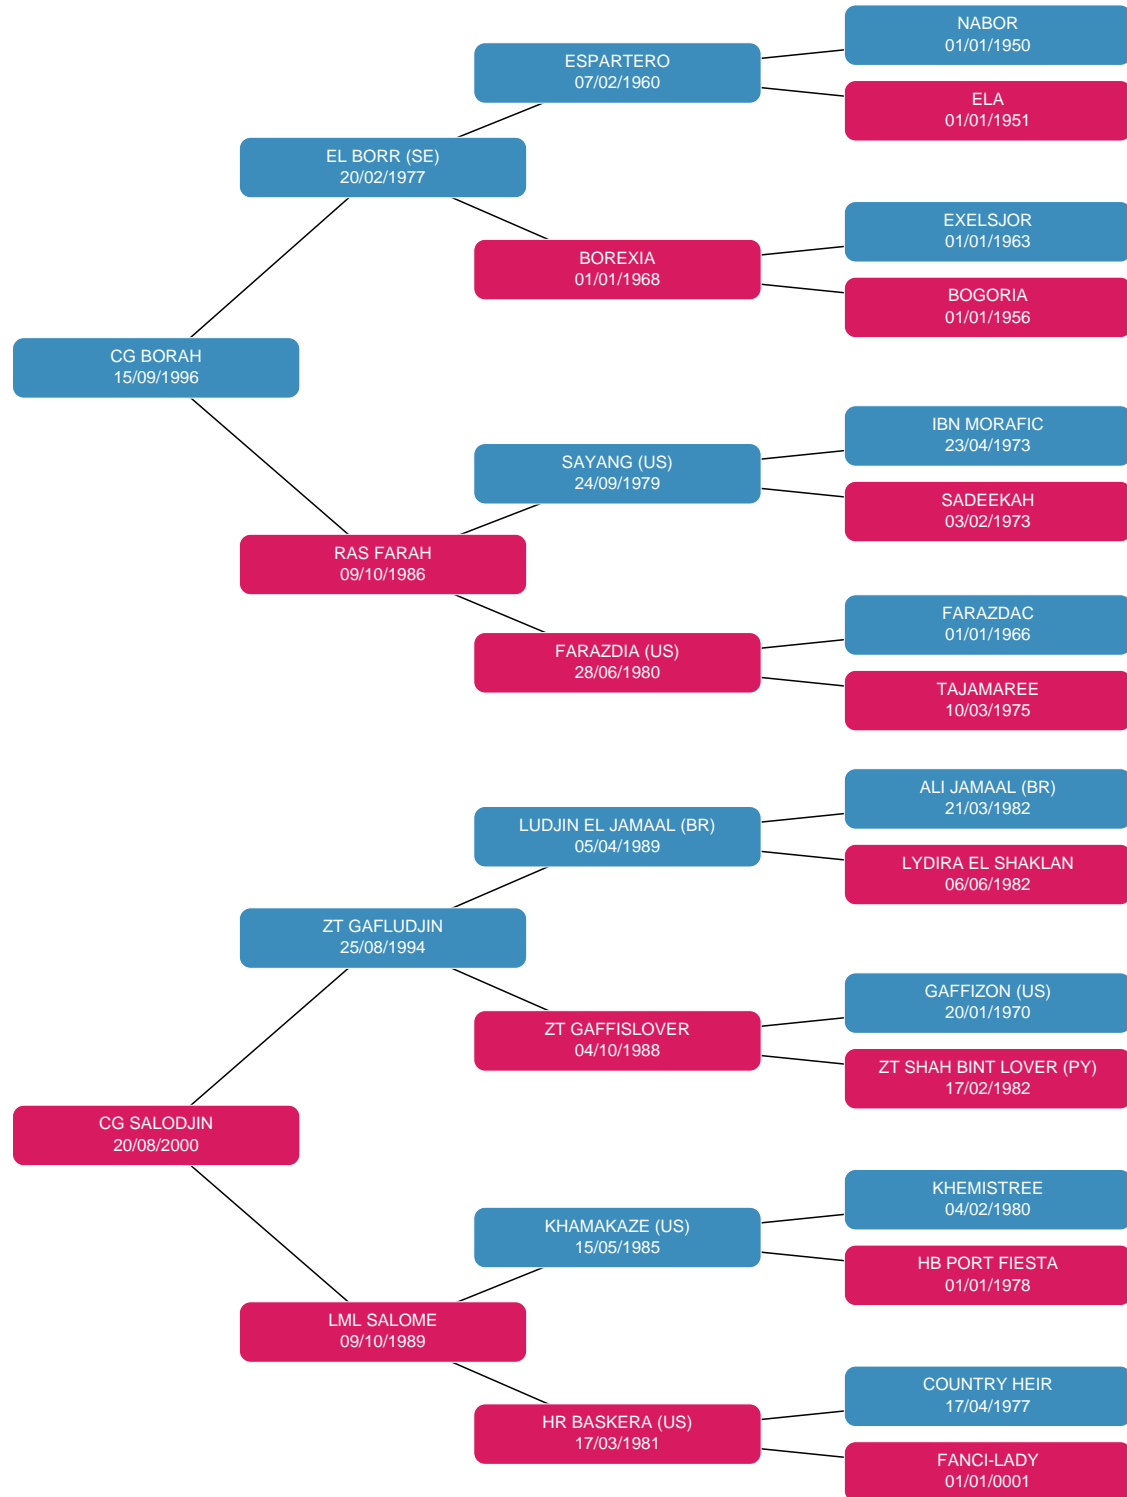 NABOR
01/01/1950
ESPARTERO
07/02/1960
ELA
01/01/1951
EL BORR (SE)
20/02/1977
EXELSJOR
01/01/1963
BOREXIA
01/01/1968
BOGORIA
01/01/1956
CG BORAH
15/09/1996
IBN MORAFIC
23/04/1973
SAYANG (US)
24/09/1979
SADEEKAH
03/02/1973
RAS FARAH
09/10/1986
FARAZDAC
01/01/1966
FARAZDIA (US)
28/06/1980
TAJAMAREE
10/03/1975
ALI JAMAAL (BR)
21/03/1982
LUDJIN EL JAMAAL (BR)
05/04/1989
LYDIRA EL SHAKLAN
06/06/1982
ZT GAFLUDJIN
25/08/1994
GAFFIZON (US)
20/01/1970
ZT GAFFISLOVER
04/10/1988
ZT SHAH BINT LOVER (PY)
17/02/1982
CG SALODJIN
20/08/2000
KHEMISTREE
04/02/1980
KHAMAKAZE (US)
15/05/1985
HB PORT FIESTA
01/01/1978
LML SALOME
09/10/1989
COUNTRY HEIR
17/04/1977
HR BASKERA (US)
17/03/1981
FANCI-LADY
01/01/0001